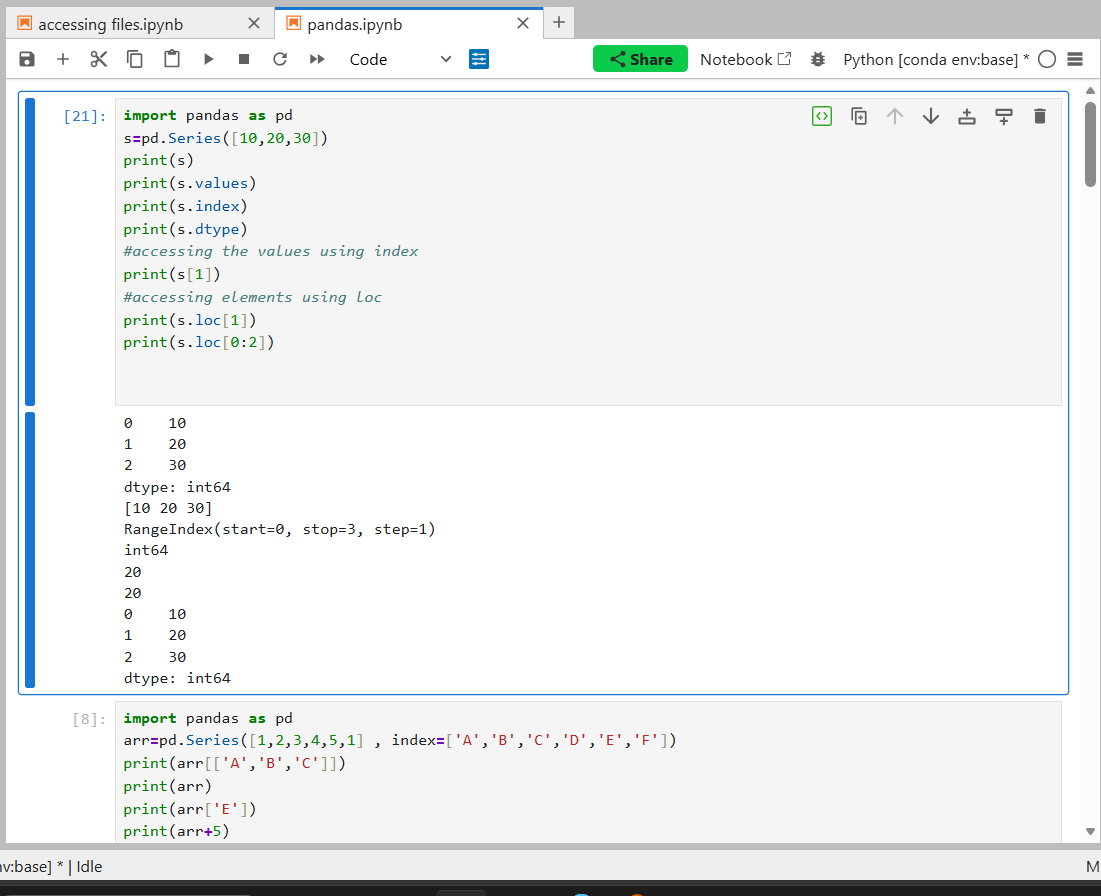 accessing files.ipynb
pandas.ipynb
Code
Share
Notebook
Python [conda env:base] *
[21]:
import pandas as pd
s=pd.Series([10,20,30])
print(s)
print(s.values)
print(s.index)
print(s.dtype)
#accessing the values using index
print(s[1])
#accessing elements using loc
print(s.loc[1])
print(s.loc[0:2])
0    10
1    20
2    30
dtype: int64
[10 20 30]
RangeIndex(start=0, stop=3, step=1)
int64
20
20
0    10
1    20
2    30
dtype: int64
[8]:
import pandas as pd
arr=pd.Series([1,2,3,4,5,1] , index=['A','B','C','D','E','F'])
print(arr[['A','B','C']])
print(arr)
print(arr['E'])
print(arr+5)
v:base] * | Idle
M